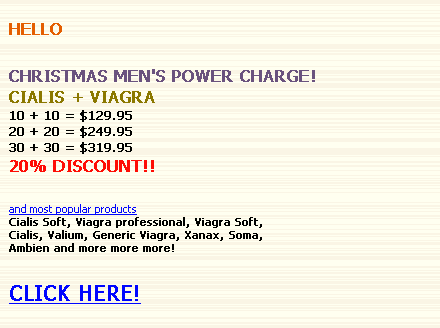 HELLO
CHRISTMAS MEN'S POWER CHARGE!
CIALIS + VIAGRA
10 + 10 = $129.95
20 + 20 = $249.95
30 + 30 = $319.95
20% DISCOUNT!!
and most popular products
Cialis Soft, Viagra professional, Viagra Soft,
Cialis, Valium, Generic Viagra, Xanax, Soma,
Ambien and more more more!
CLICK HERE!